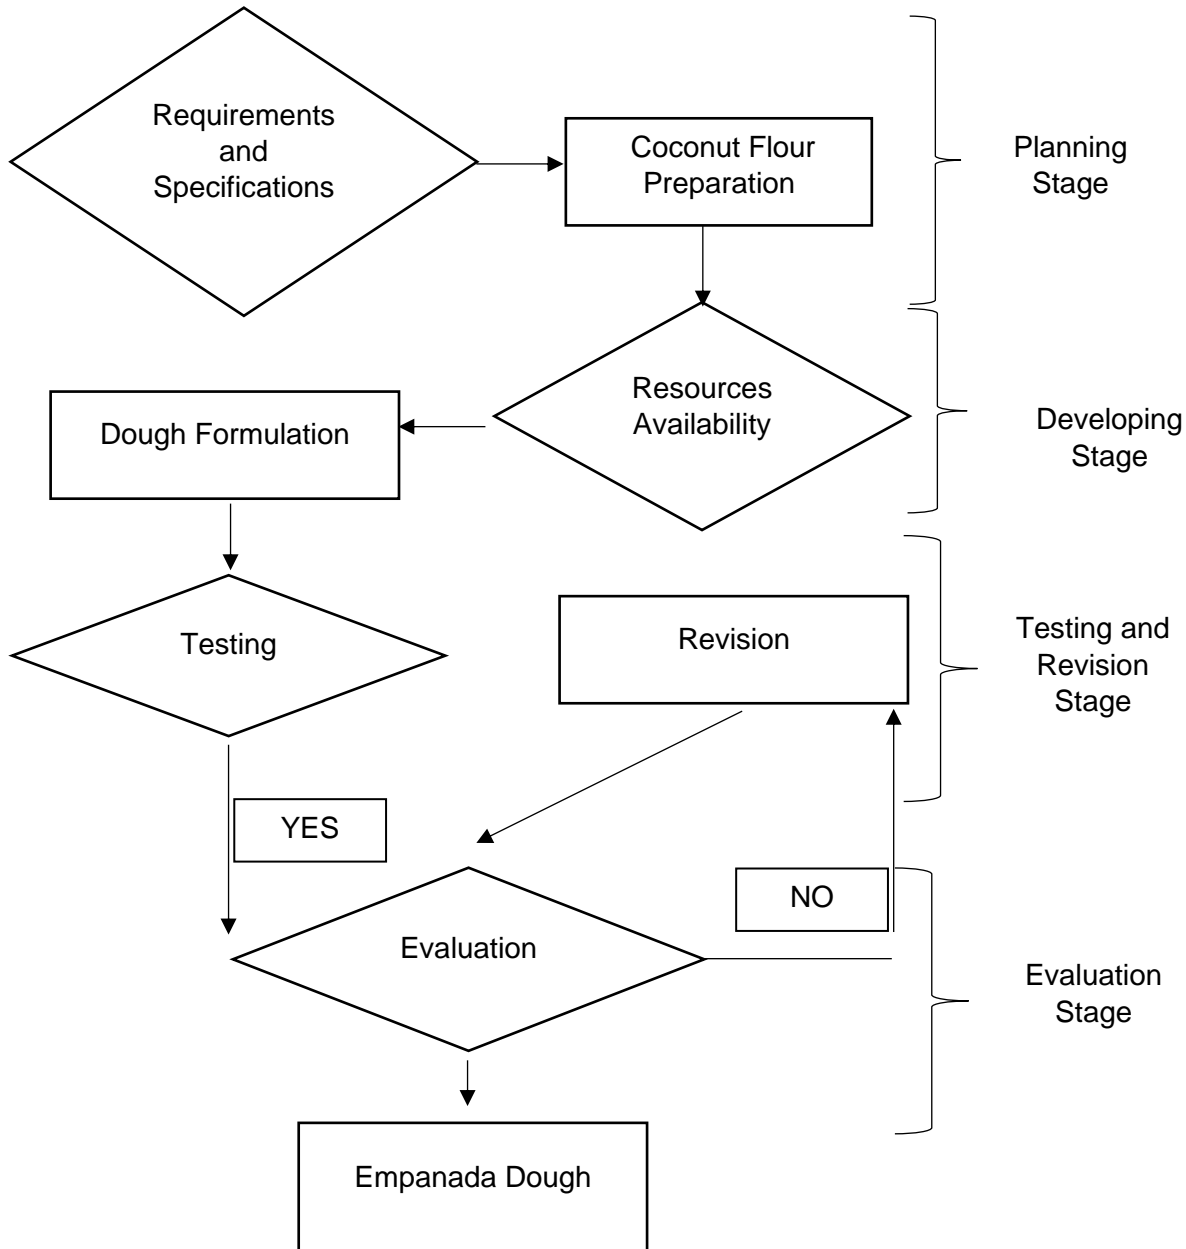 Requirements
and
Specifications
Coconut Flour
Preparation
Planning
Stage
Resources
Availability
Dough Formulation
Developing
Stage
Testing
Revision
Testing and
Revision
Stage
YES
NO
Evaluation
Evaluation
Stage
Empanada Dough